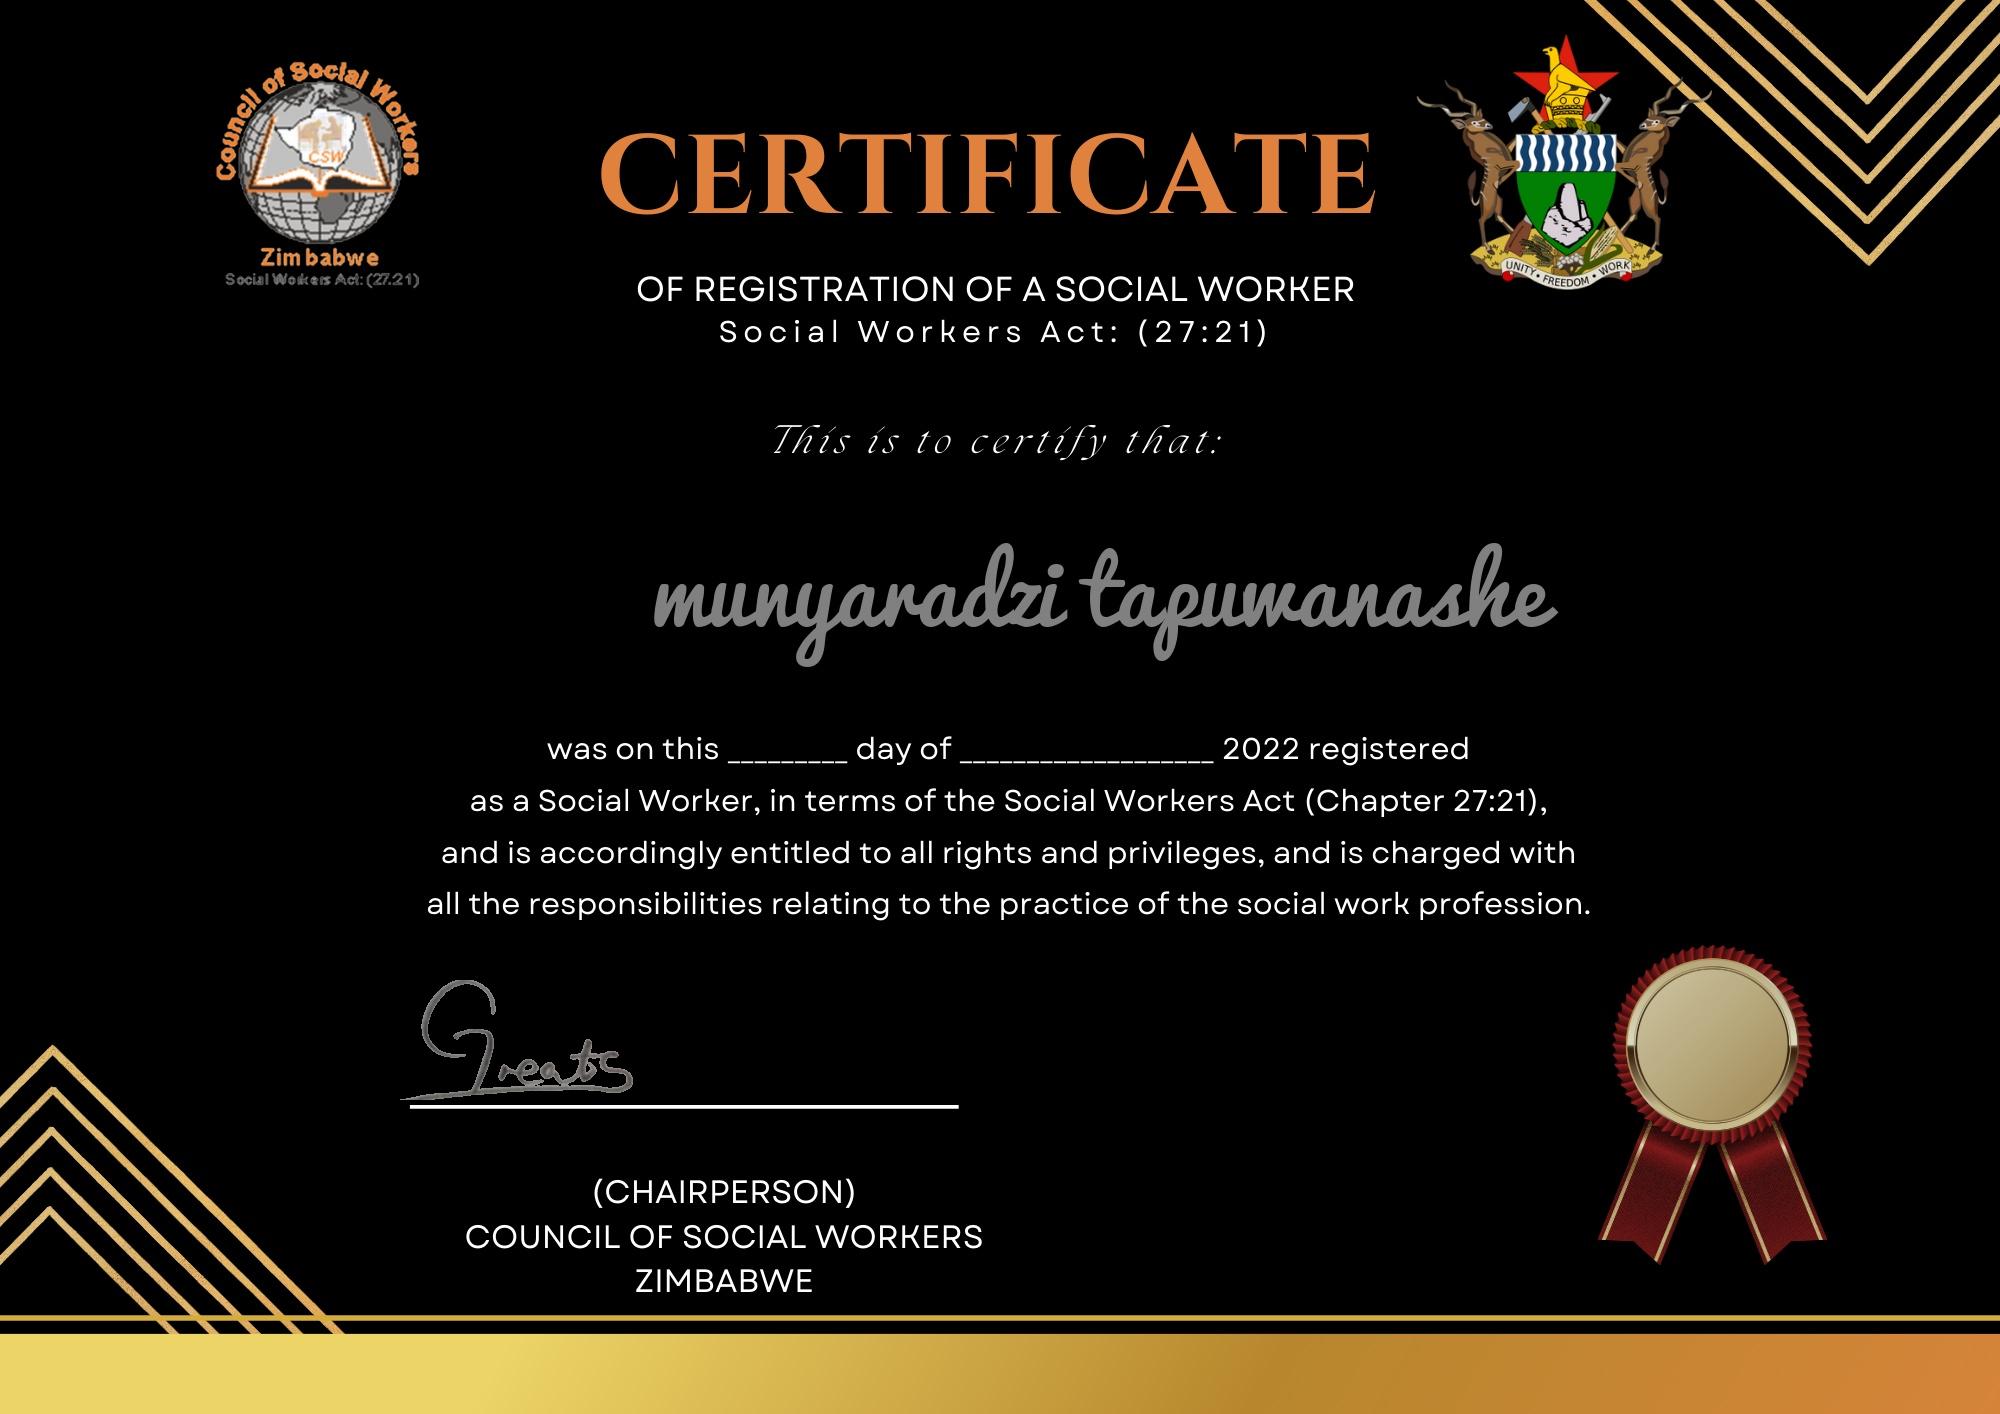 Council of Social Workers
CSW
Zimbabwe
Social Workers Act: (27.21)
CERTIFICATE
UNITY • FREEDOM • WORK
OF REGISTRATION OF A SOCIAL WORKER
Social Workers Act: (27:21)
This is to certify that:
munyaradzi tapuwanashe
was on this _________ day of ___________________ 2022 registered
as a Social Worker, in terms of the Social Workers Act (Chapter 27:21),
and is accordingly entitled to all rights and privileges, and is charged with
all the responsibilities relating to the practice of the social work profession.
Greats
(CHAIRPERSON)
COUNCIL OF SOCIAL WORKERS
ZIMBABWE